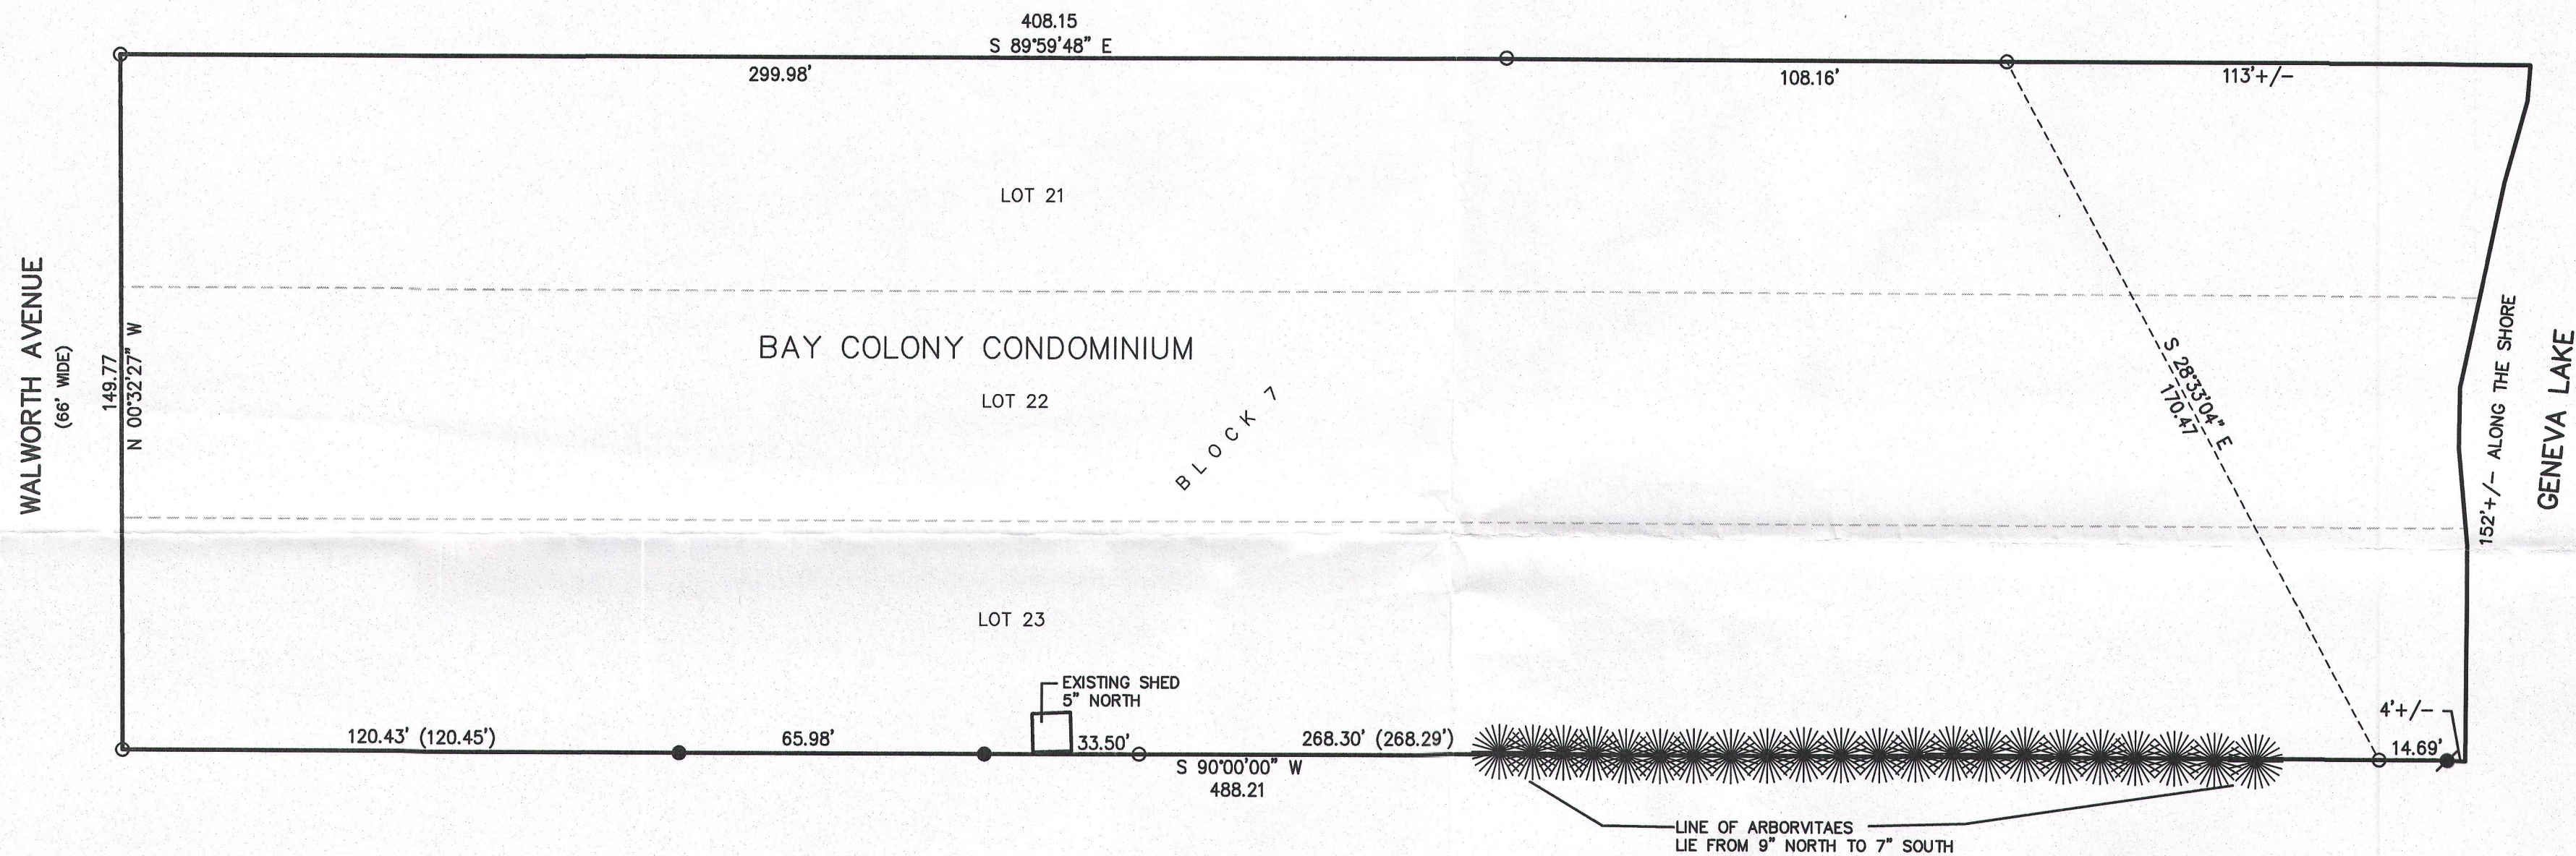 408.15
S 89°59'48" E
299.98'
108.16'
113'+/-
LOT 21
WALWORTH AVENUE
(66' WIDE)
149.77
N 00°32'27" W
BAY COLONY CONDOMINIUM
LOT 22
BLOCK 7
S 28°33'04" E
170.47
152'+/- ALONG THE SHORE
GENEVA LAKE
LOT 23
EXISTING SHED
5" NORTH
120.43' (120.45')
65.98'
33.50'
268.30' (268.29')
4'+/-
14.69'
S 90°00'00" W
488.21
LINE OF ARBORVITAES
LIE FROM 9" NORTH TO 7" SOUTH